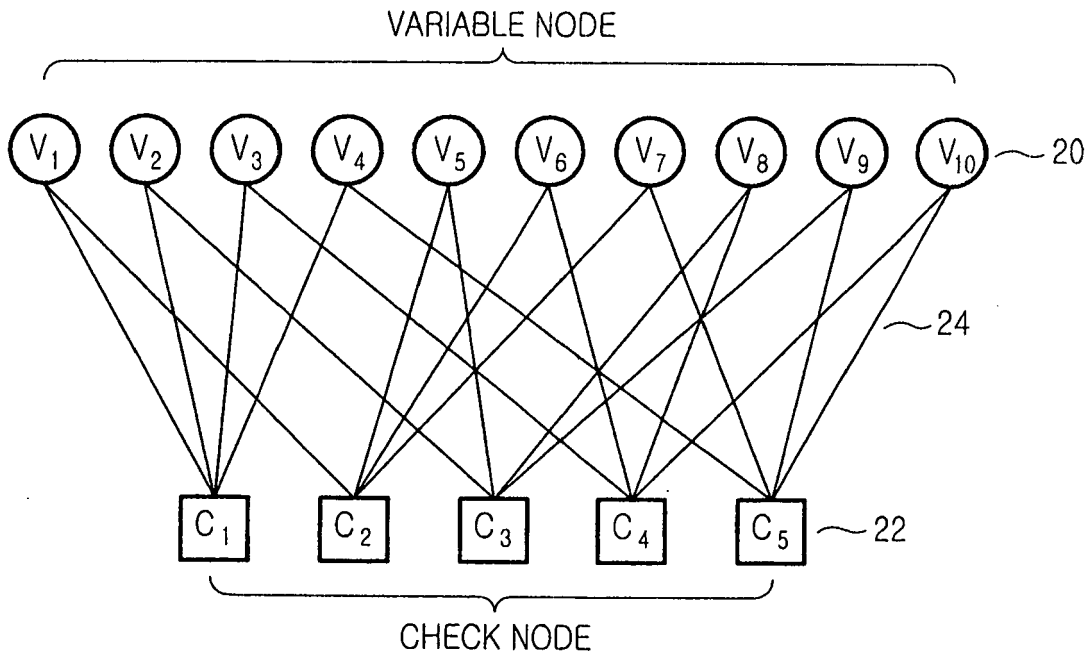 VARIABLE NODE
V1 V2 V3 V4 V5 V6 V7 V8 V9 V10 20
24
C1 C2 C3 C4 C5 22
CHECK NODE